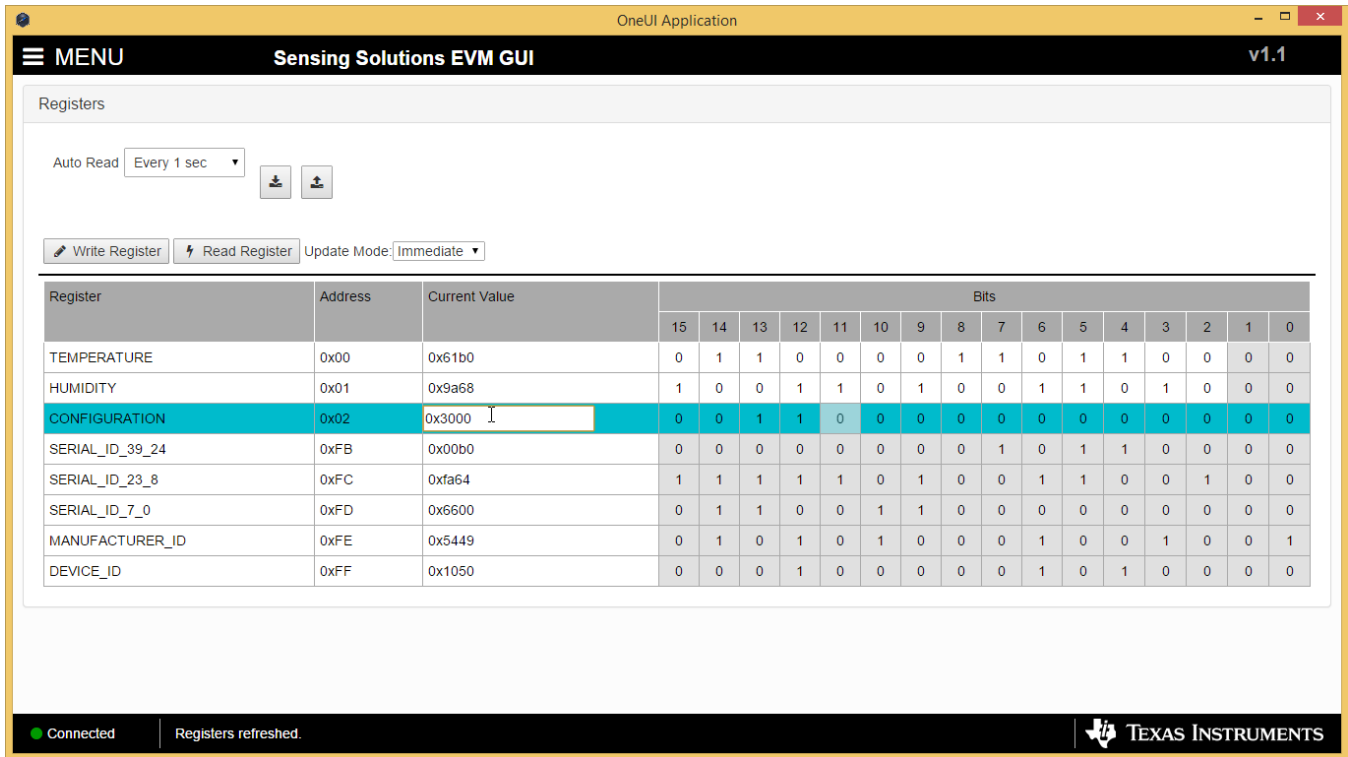 OneUI Application
MENU Sensing Solutions EVM GUI v1.1
Registers
Auto Read Every 1 sec
Write Register Read Register Update Mode: Immediate
Register Address Current Value Bits
15 14 13 12 11 10 9 8 7 6 5 4 3 2 1 0
TEMPERATURE 0x00 0x61b0 0 1 1 0 0 0 0 1 1 0 1 1 0 0 0 0
HUMIDITY 0x01 0x9a68 1 0 0 1 1 0 1 0 0 1 1 0 1 0 0 0
CONFIGURATION 0x02 0x3000 0 0 1 1 0 0 0 0 0 0 0 0 0 0 0 0
SERIAL_ID_39_24 0xFB 0x00b0 0 0 0 0 0 0 0 0 1 0 1 1 0 0 0 0
SERIAL_ID_23_8 0xFC 0xfa64 1 1 1 1 1 0 1 0 0 1 1 0 0 1 0 0
SERIAL_ID_7_0 0xFD 0x6600 0 1 1 0 0 1 1 0 0 0 0 0 0 0 0 0
MANUFACTURER_ID 0xFE 0x5449 0 1 0 1 0 1 0 0 0 1 0 0 1 0 0 1
DEVICE_ID 0xFF 0x1050 0 0 0 1 0 0 0 0 0 1 0 1 0 0 0 0
Connected Registers refreshed. TEXAS INSTRUMENTS